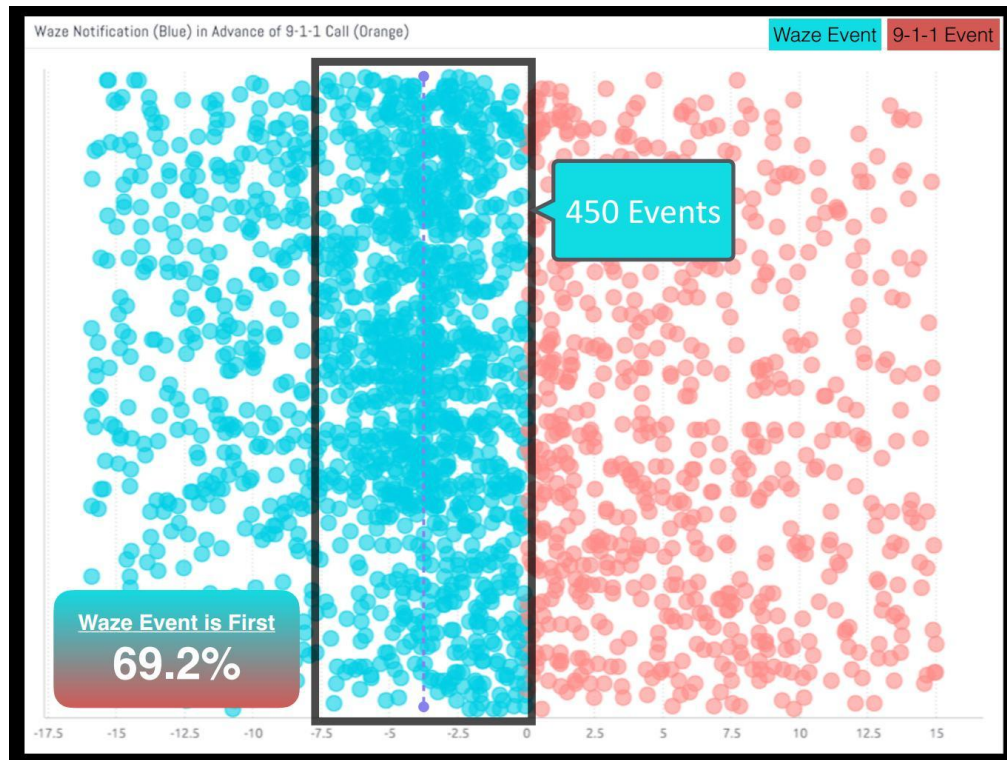 Waze Notification (Blue) in Advance of 9-1-1 Call (Orange)
Waze Event
9-1-1 Event
450 Events
Waze Event is First
69.2%
-17.5 -15 -12.5 -10 -7.5 -5 -2.5 0 2.5 5 7.5 10 12.5 15